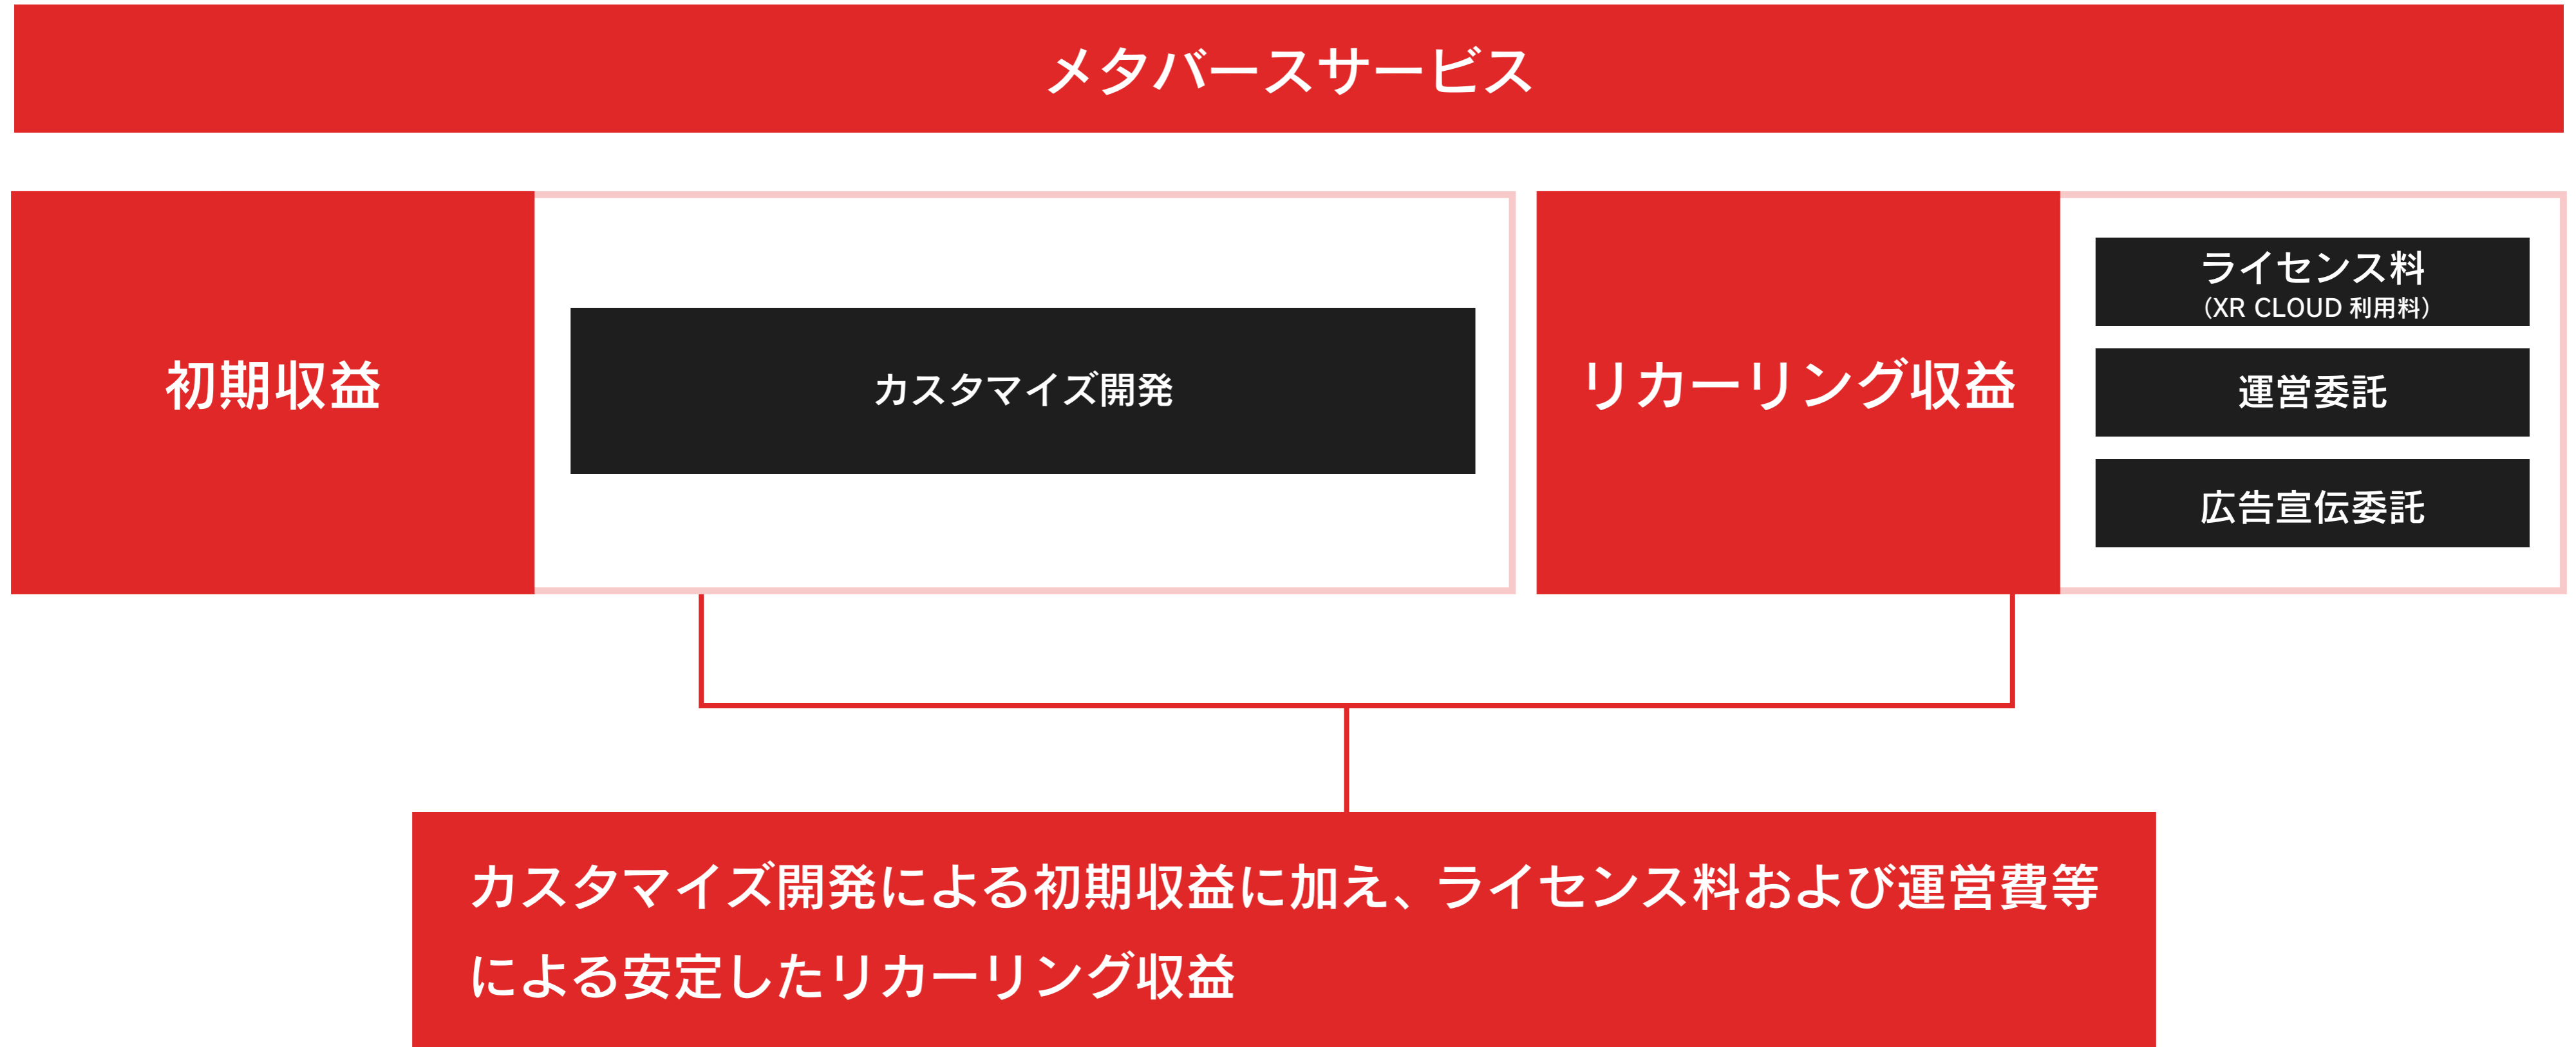 メタバースサービス
初期収益
カスタマイズ開発
リカーリング収益
ライセンス料
（XR CLOUD 利用料）
運営委託
広告宣伝委託
カスタマイズ開発による初期収益に加え、ライセンス料および運営費等
による安定したリカーリング収益